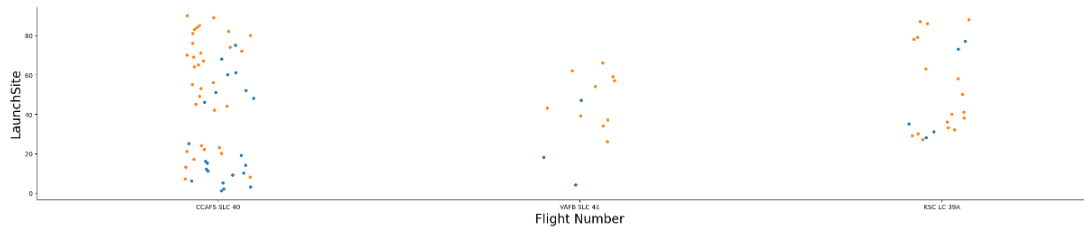 80
60
40
20
0
LaunchSite
CCAFS SLC 40
VAFB SLC 4E
KSC LC 39A
Flight Number